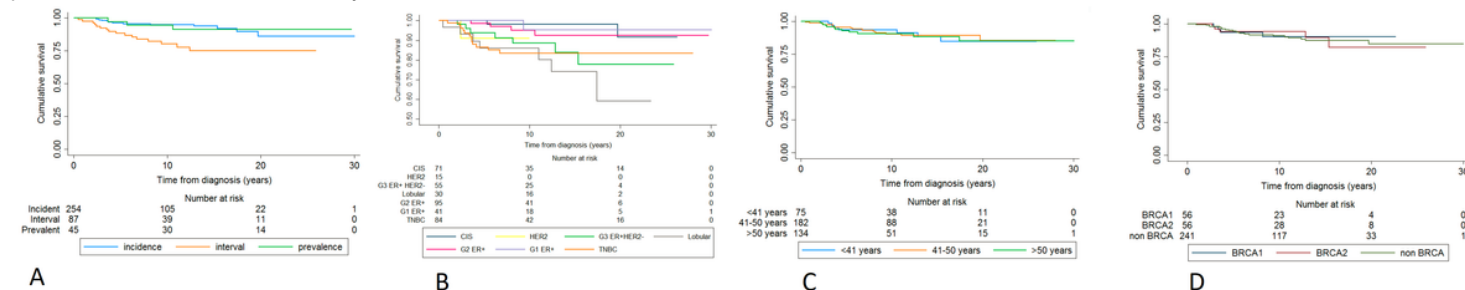 Cumulative survival
1.00
0.75
0.50
0.25
0.00
0 10 20 30
Time from diagnosis (years)
Number at risk
Incident 254 105 22 1
Interval 87 39 11 0
Prevalent 45 30 14 0
incidence interval prevalence
A
Cumulative survival
1.00
0.90
0.80
0.70
0.60
0.50
0 10 20 30
Time from diagnosis (years)
Number at risk
CIS 71 35 14 0
HER2 15 0 0 0
G3 ER+ HER2- 55 25 4 0
Lobular 30 16 2 0
G2 ER+ 95 41 6 0
G1 ER+ 41 18 5 1
TNBC 84 42 16 0
CIS HER2 G3 ER+HER2- Lobular
G2 ER+ G1 ER+ TNBC
B
Cumulative survival
1.00
0.75
0.50
0.25
0.00
0 10 20 30
Time from diagnosis (years)
Number at risk
<41 years 75 38 11 0
41-50 years 182 88 21 0
>50 years 134 51 15 1
<41 years 41-50 years >50 years
C
Cumulative survival
1.00
0.75
0.50
0.25
0.00
0 10 20 30
Time from diagnosis (years)
Number at risk
BRCA1 56 23 4 0
BRCA2 56 28 8 0
non BRCA 241 117 33 1
BRCA1 BRCA2 non BRCA
D